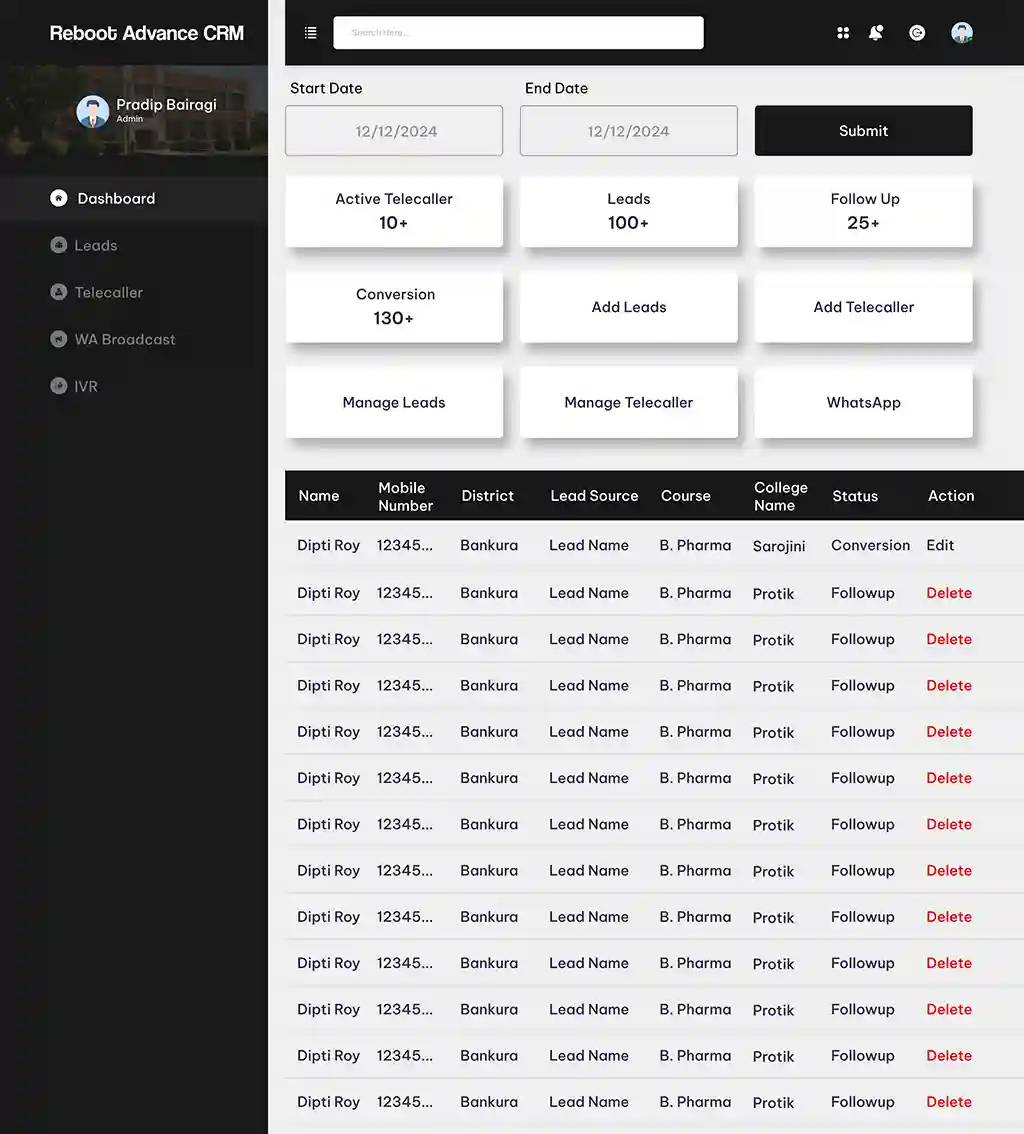 Reboot Advance CRM
Search Here...
Pradip Bairagi
Admin
Dashboard
Leads
Telecaller
WA Broadcast
IVR
Start Date End Date
12/12/2024 12/12/2024 Submit
Active Telecaller Leads Follow Up
10+ 100+ 25+
Conversion
130+ Add Leads Add Telecaller
Manage Leads Manage Telecaller WhatsApp
Name Mobile Number District Lead Source Course College Name Status Action
Dipti Roy 12345... Bankura Lead Name B. Pharma Sarojini Conversion Edit
Dipti Roy 12345... Bankura Lead Name B. Pharma Protik Followup Delete
Dipti Roy 12345... Bankura Lead Name B. Pharma Protik Followup Delete
Dipti Roy 12345... Bankura Lead Name B. Pharma Protik Followup Delete
Dipti Roy 12345... Bankura Lead Name B. Pharma Protik Followup Delete
Dipti Roy 12345... Bankura Lead Name B. Pharma Protik Followup Delete
Dipti Roy 12345... Bankura Lead Name B. Pharma Protik Followup Delete
Dipti Roy 12345... Bankura Lead Name B. Pharma Protik Followup Delete
Dipti Roy 12345... Bankura Lead Name B. Pharma Protik Followup Delete
Dipti Roy 12345... Bankura Lead Name B. Pharma Protik Followup Delete
Dipti Roy 12345... Bankura Lead Name B. Pharma Protik Followup Delete
Dipti Roy 12345... Bankura Lead Name B. Pharma Protik Followup Delete
Dipti Roy 12345... Bankura Lead Name B. Pharma Protik Followup Delete